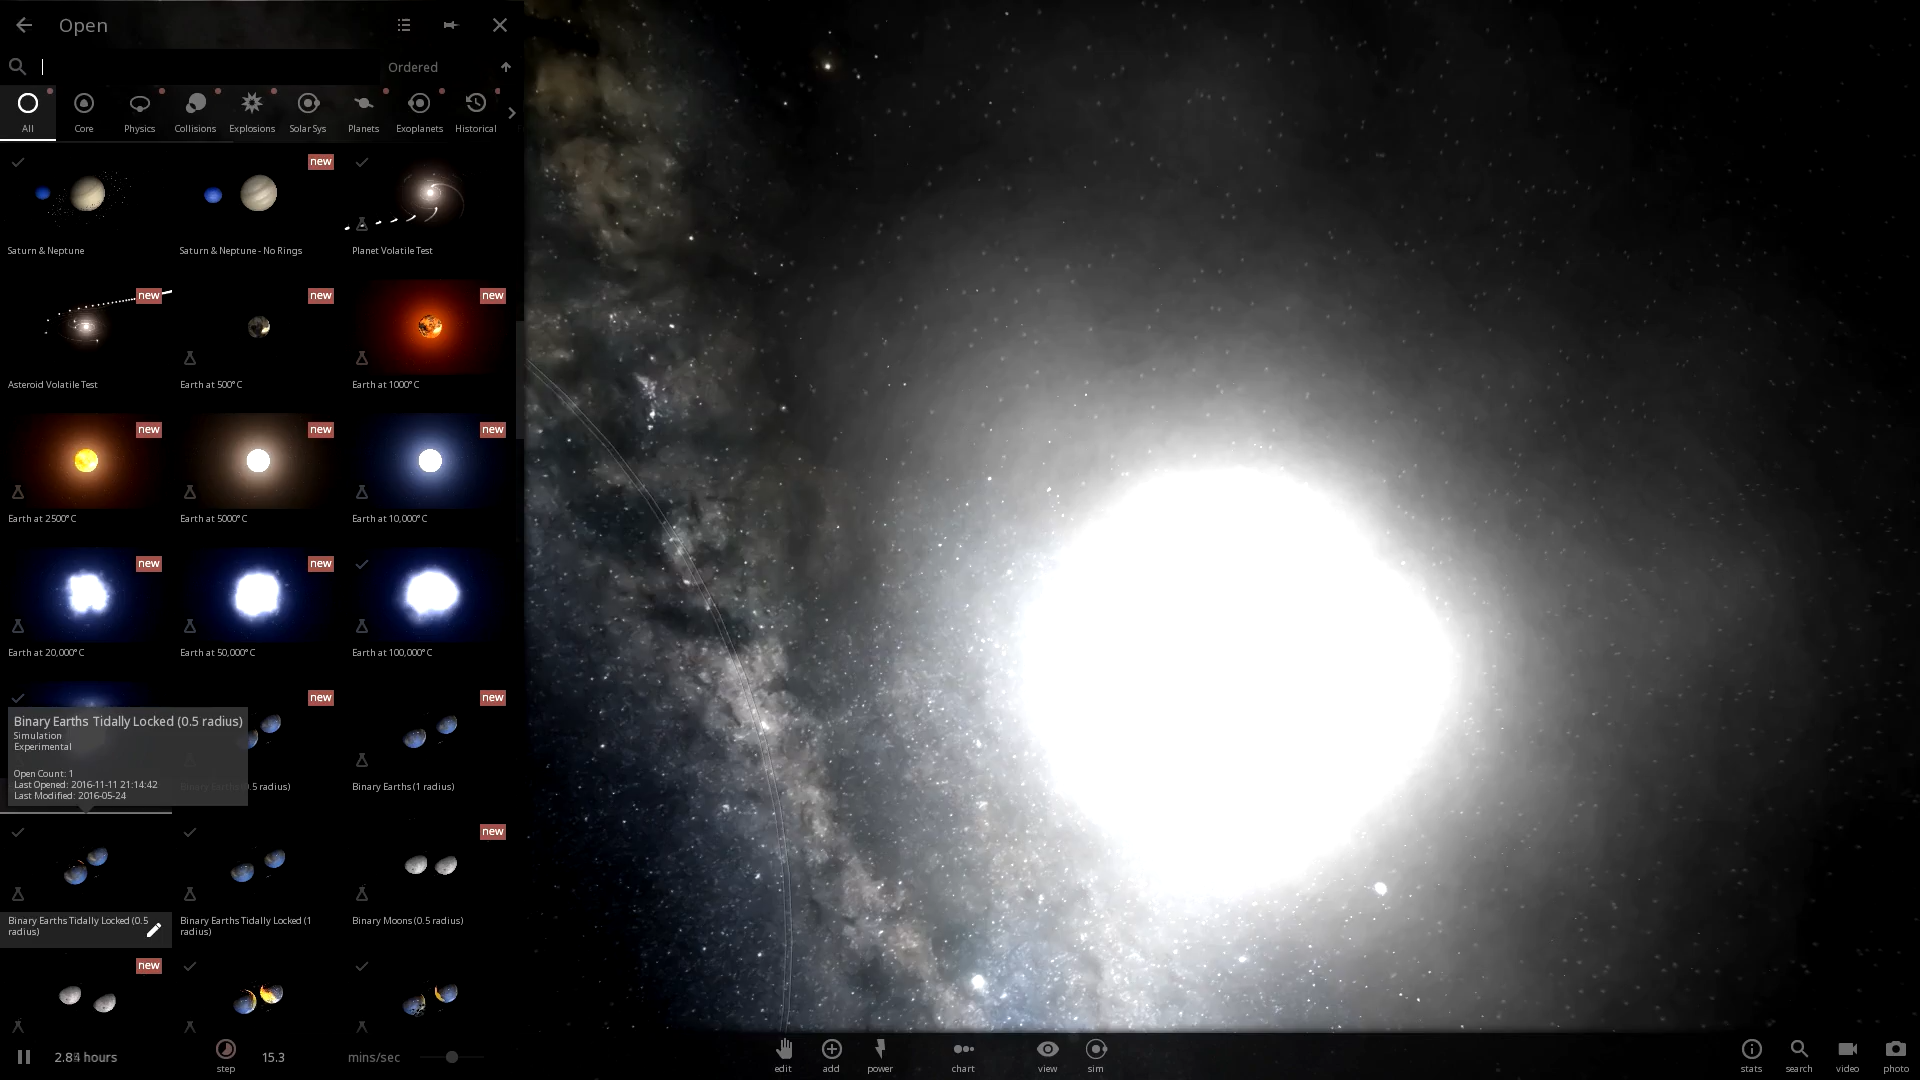 Open
Ordered
All
Core
Physics
Collisions
Explosions
Solar Sys
Planets
Exoplanets
Historical
new
Saturn & Neptune
Saturn & Neptune - No Rings
Planet Volatile Test
new
new
new
Asteroid Volatile Test
Earth at 500°C
Earth at 1000°C
new
new
new
Earth at 2500°C
Earth at 5000°C
Earth at 10,000°C
new
new
Earth at 20,000°C
Earth at 50,000°C
Earth at 100,000°C
new
new
Binary Earths Tidally Locked (0.5 radius)
Simulation
Experimental
Open Count: 1
Last Opened: 2016-11-11 21:14:42
Last Modified: 2016-05-24
radius)
Binary Earths (1 radius)
new
Binary Earths Tidally Locked (0.5
radius)
Binary Earths Tidally Locked (1
radius)
Binary Moons (0.5 radius)
new
hours
step
15.3
mins/sec
edit
add
power
chart
view
sim
stats
search
video
photo